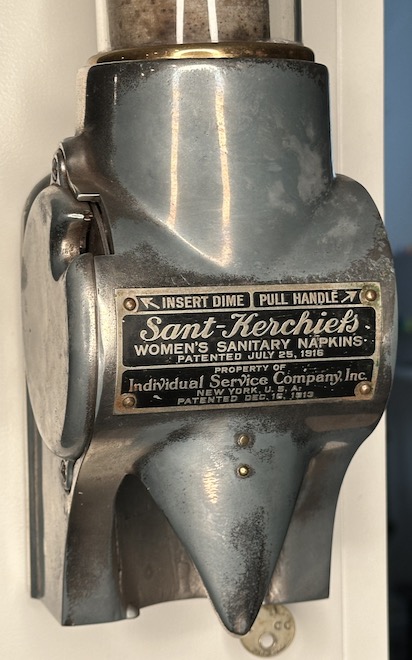 INSERT DIME PULL HANDLE
Sani-Kerchiefs
WOMEN'S SANITARY NAPKINS
PATENTED JULY 25, 1916
PROPERTY OF
Individual Service Company, Inc.
NEW YORK, U.S.A.
PATENTED DEC. 16, 1913